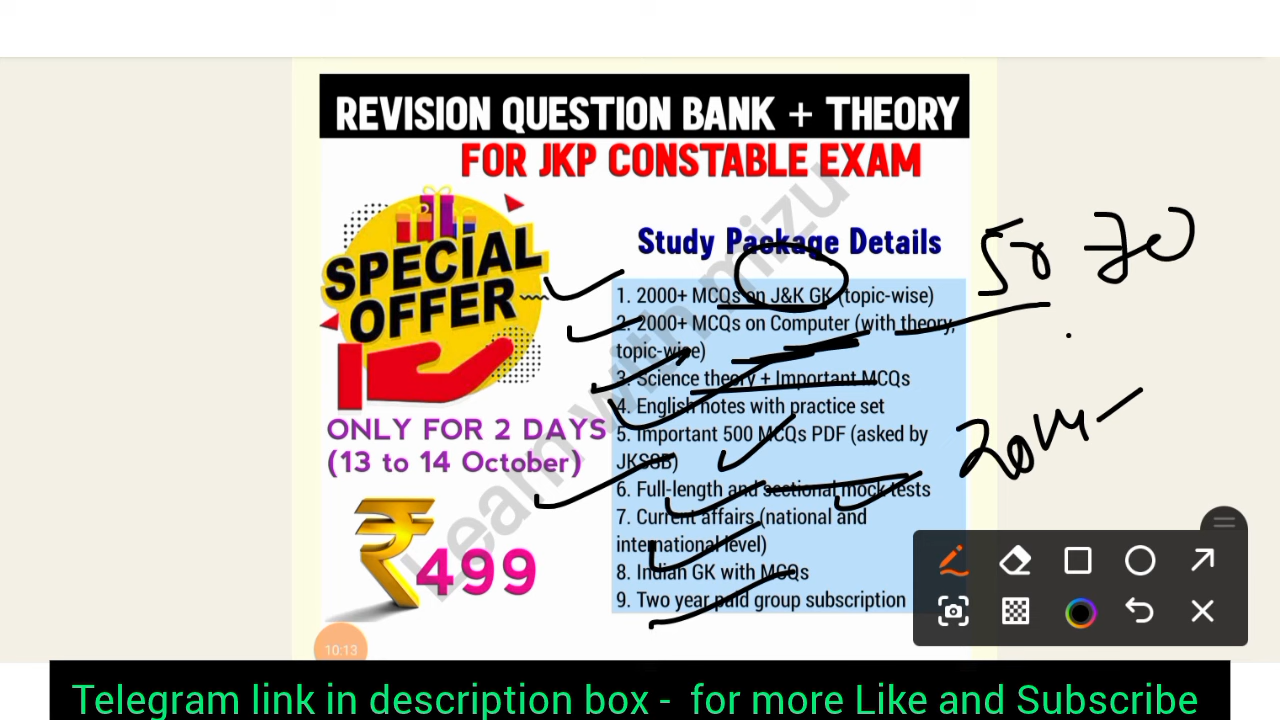 REVISION QUESTION BANK + THEORY
FOR JKP CONSTABLE EXAM
SPECIAL
OFFER
Study Package Details
1. 2000+ MCQs on J&K GK (topic-wise)
2. 2000+ MCQs on Computer (with theory,
topic-wise)
3. Science theory + Important MCQs
4. English notes with practice set
5. Important 500 MCQs PDF (asked by
JKSSB)
6. Full-length and sectional mock tests
7. Current affairs (national and
international level)
8. Indian GK with MCQs
9. Two year paid group subscription
ONLY FOR 2 DAYS
(13 to 14 October)
₹499
Learn with mizu
10:13
Telegram link in description box - for more Like and Subscribe